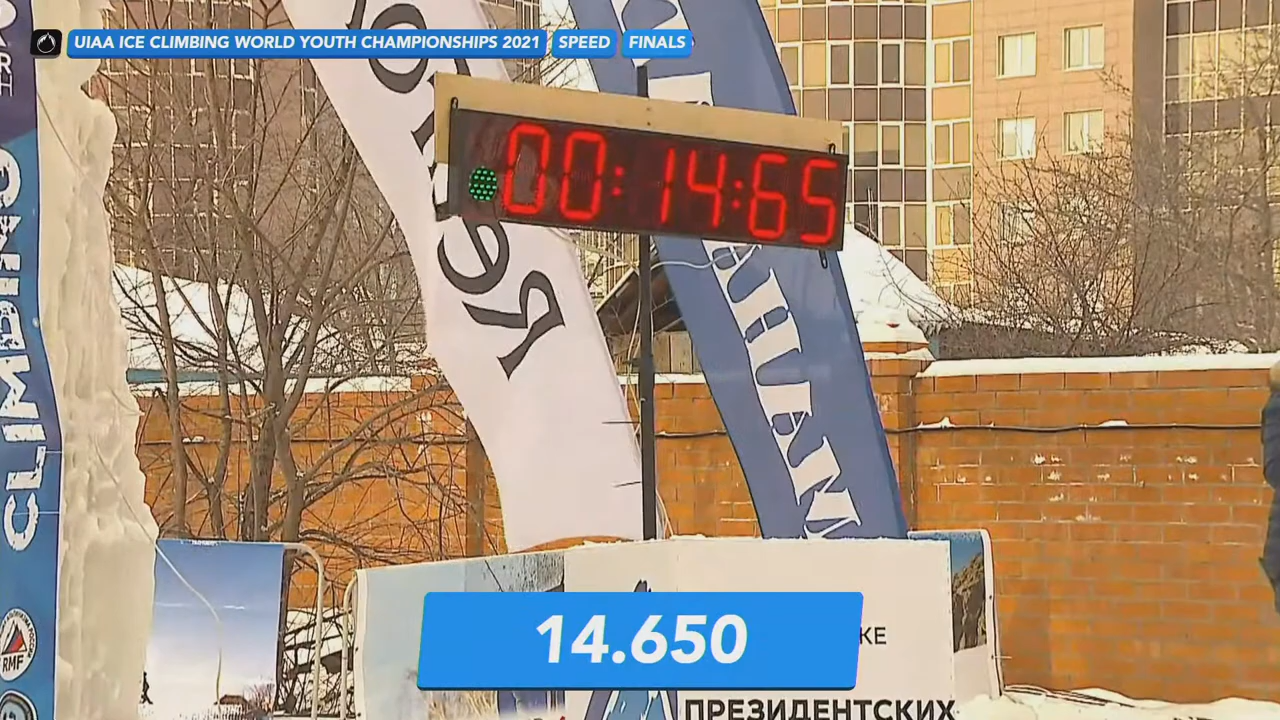 UIAA ICE CLIMBING WORLD YOUTH CHAMPIONSHIPS 2021 SPEED FINALS
00:14:65
CLIMBING
RMF
14.650
КЕ
ПРЕЗИДЕНТСКИХ